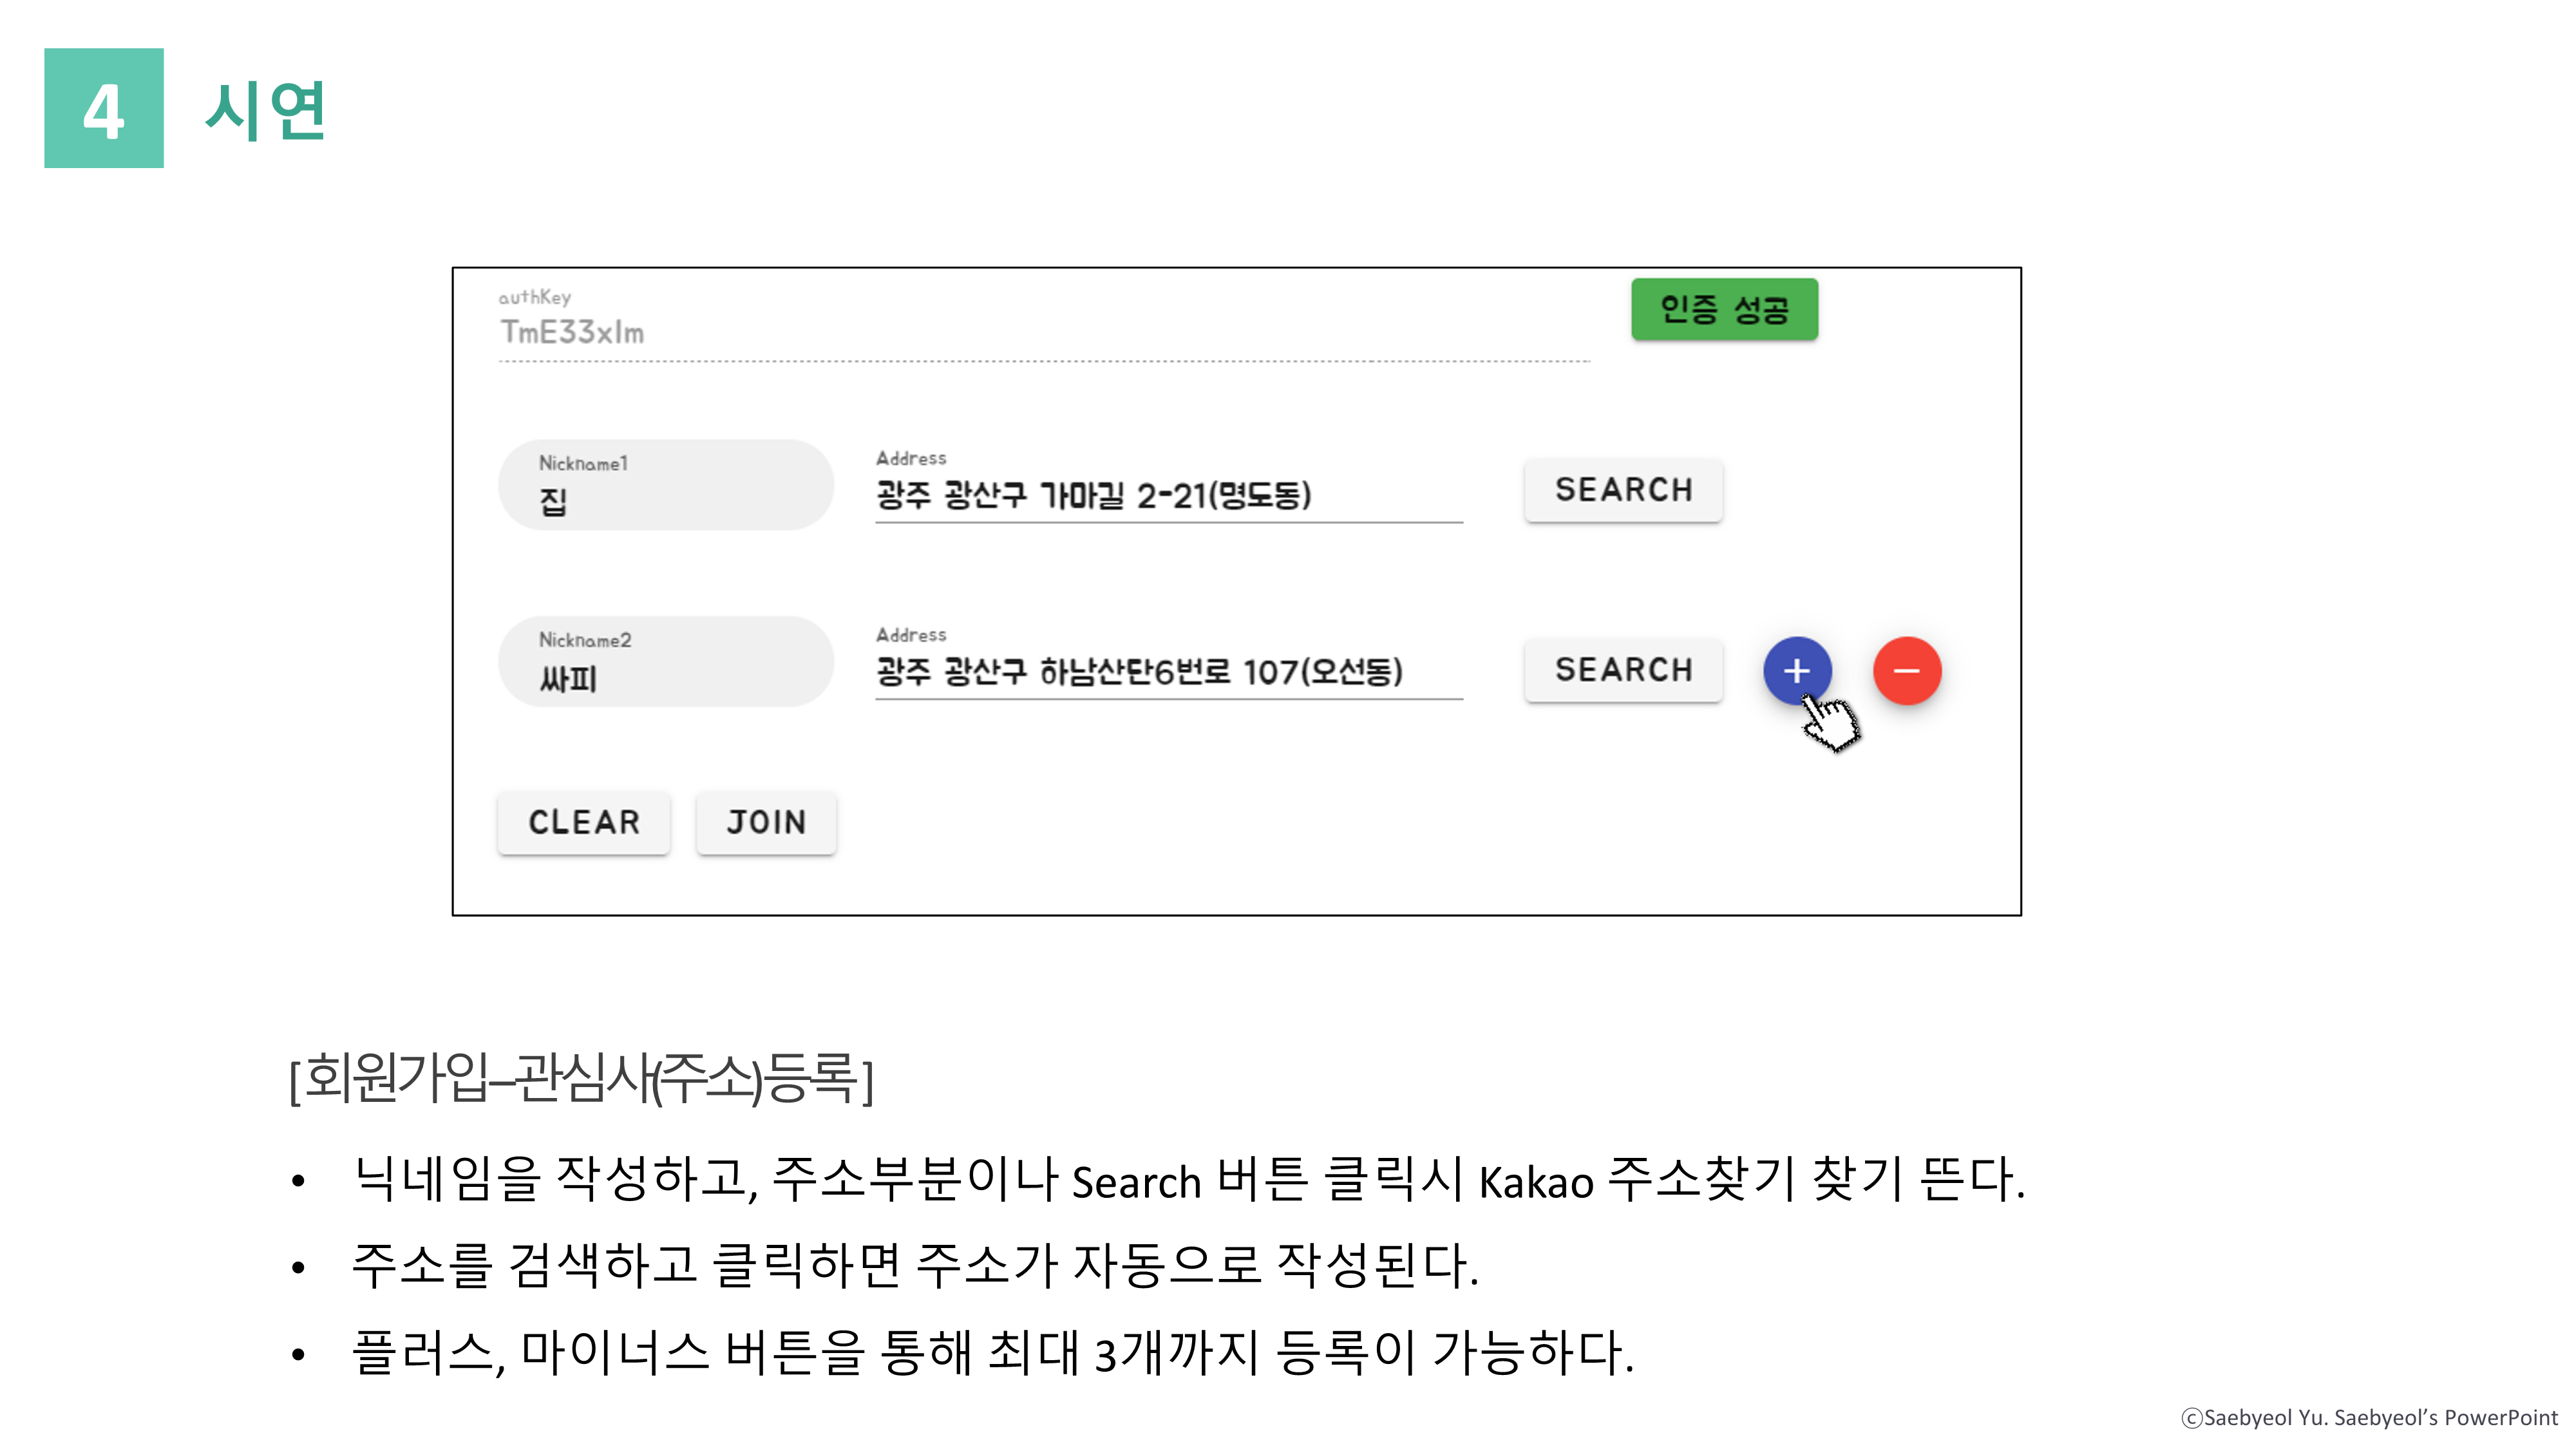 4 시연
authKey
TmE33xIm
인증 성공
Nickname1
집
Address
광주 광산구 가마길 2-21(명도동)
SEARCH
Nickname2
싸피
Address
광주 광산구 하남산단6번로 107(오선동)
SEARCH
+
−
CLEAR
JOIN
[회원가입–관심사(주소)등록]
• 닉네임을 작성하고, 주소부분이나 Search 버튼 클릭시 Kakao 주소찾기 찾기 뜬다.
• 주소를 검색하고 클릭하면 주소가 자동으로 작성된다.
• 플러스, 마이너스 버튼을 통해 최대 3개까지 등록이 가능하다.
ⓒSaebyeol Yu. Saebyeol’s PowerPoint